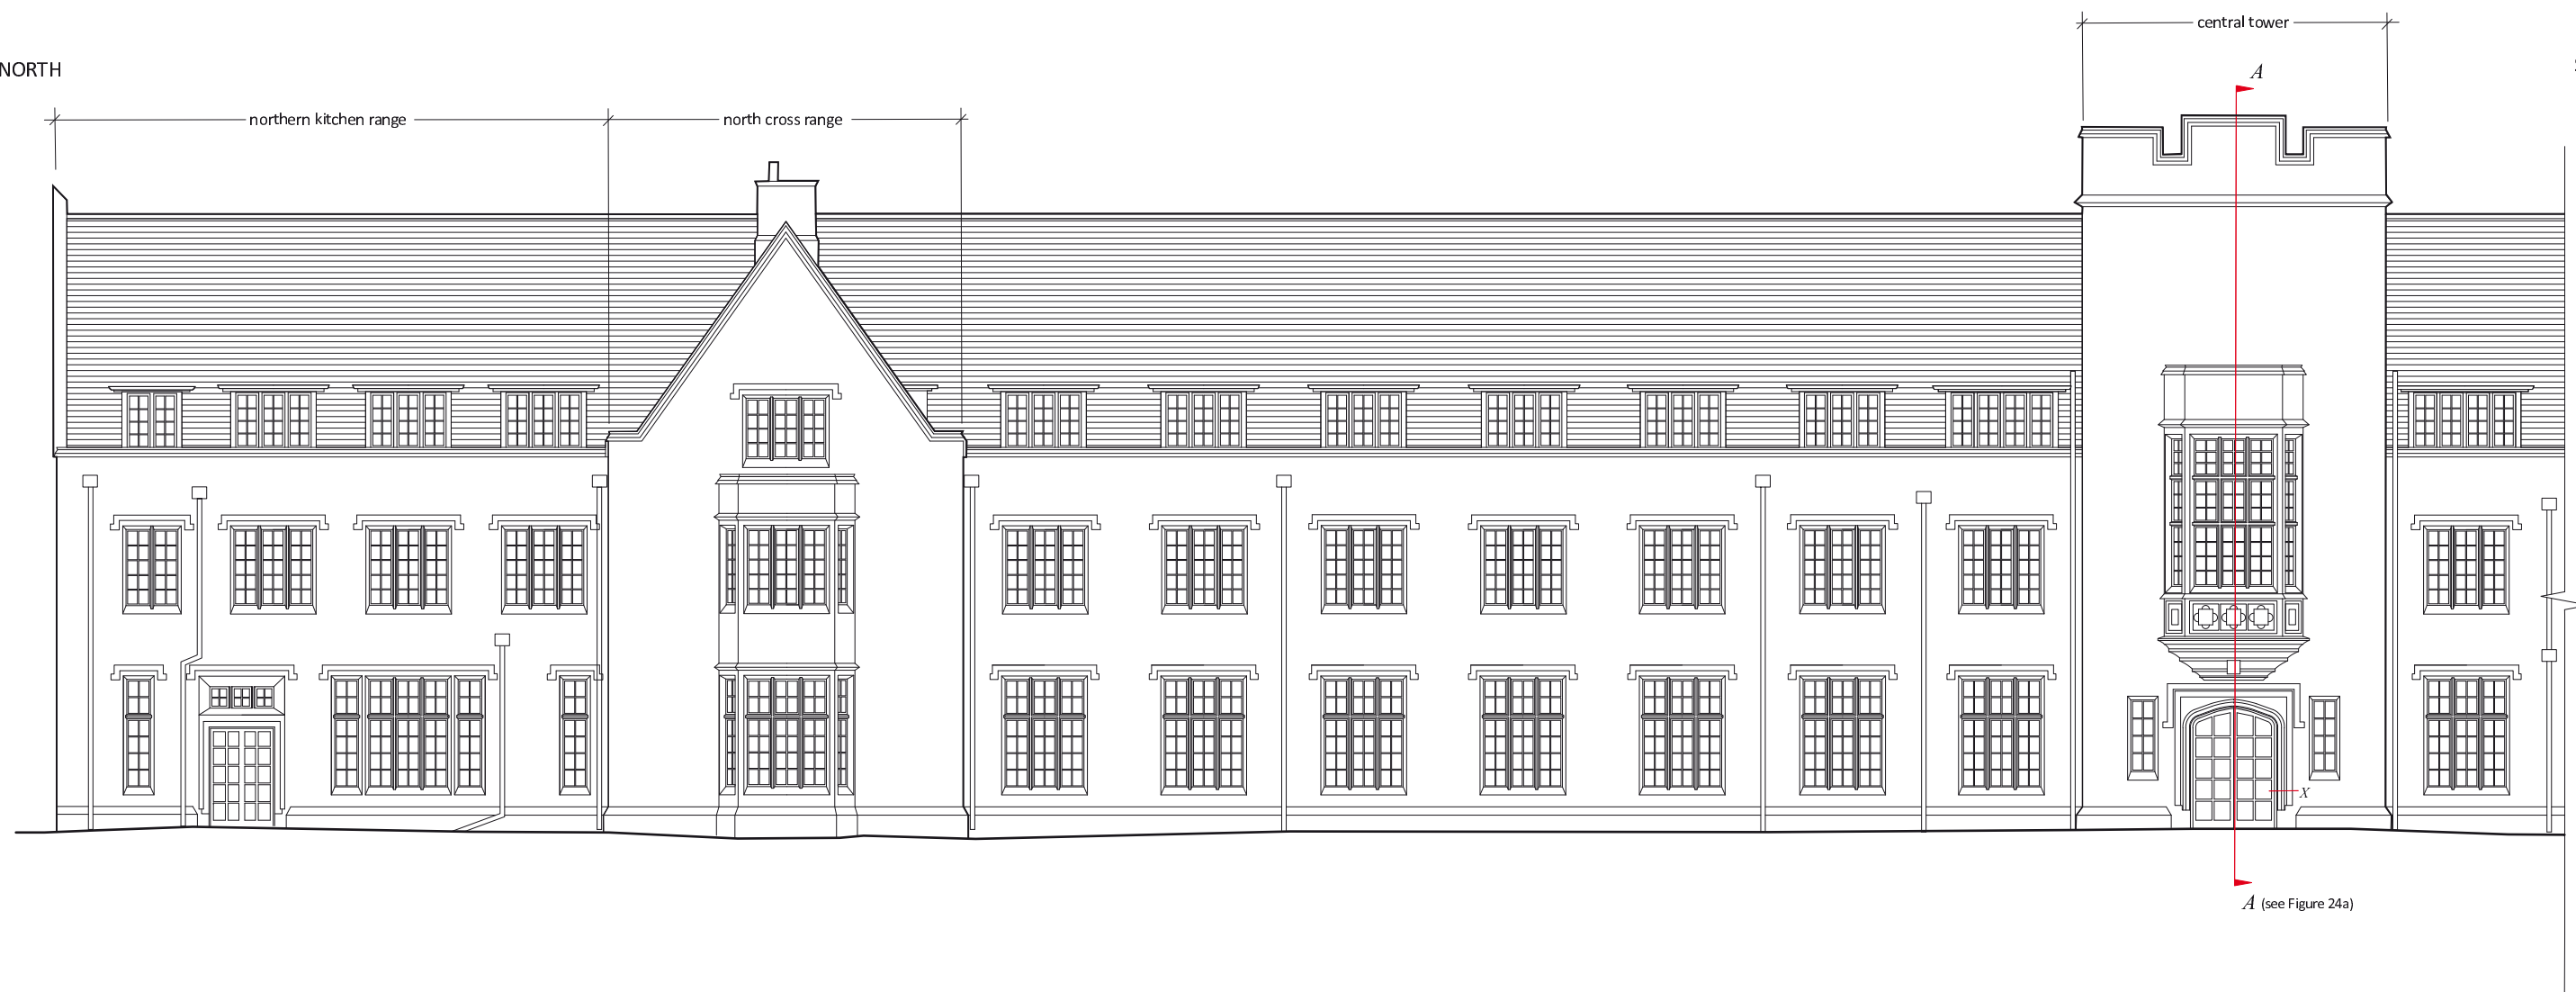 central tower
NORTH
A
northern kitchen range
north cross range
X
A (see Figure 24a)